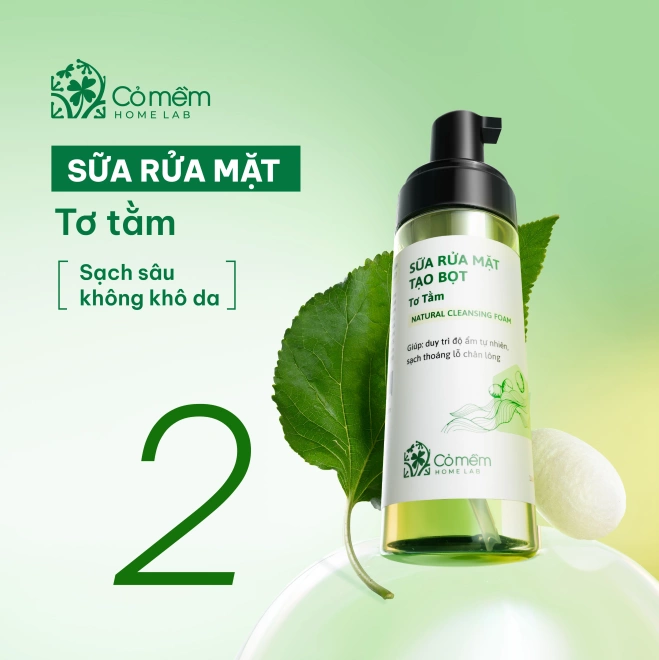 Cỏ mềm
HOME LAB
SỮA RỬA MẶT
Tơ tằm
Sạch sâu
không khô da
2
SỮA RỬA MẶT
TẠO BỌT
Tơ Tằm
NATURAL CLEANSING FOAM
Giúp: duy trì độ ẩm tự nhiên,
sạch thoáng lỗ chân lông
Cỏ mềm
HOME LAB